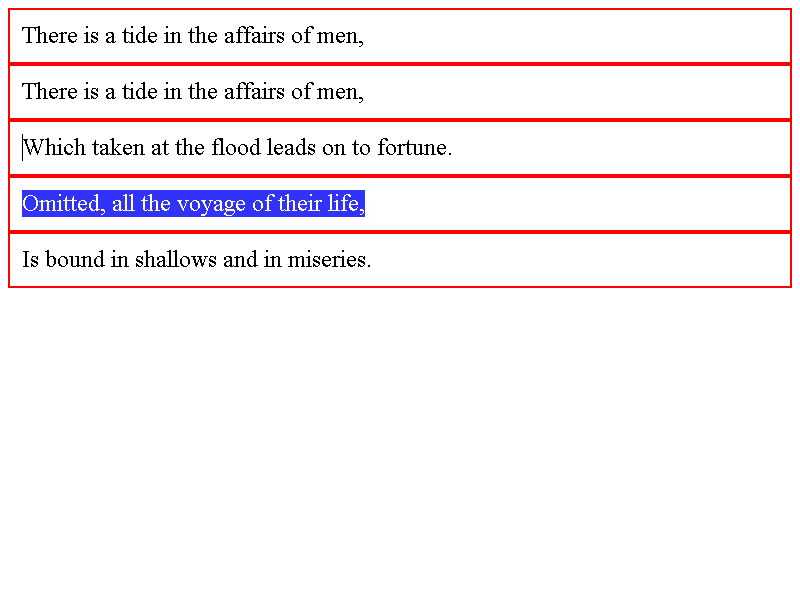 There is a tide in the affairs of men,
There is a tide in the affairs of men,
Which taken at the flood leads on to fortune.
Omitted, all the voyage of their life,
Is bound in shallows and in miseries.